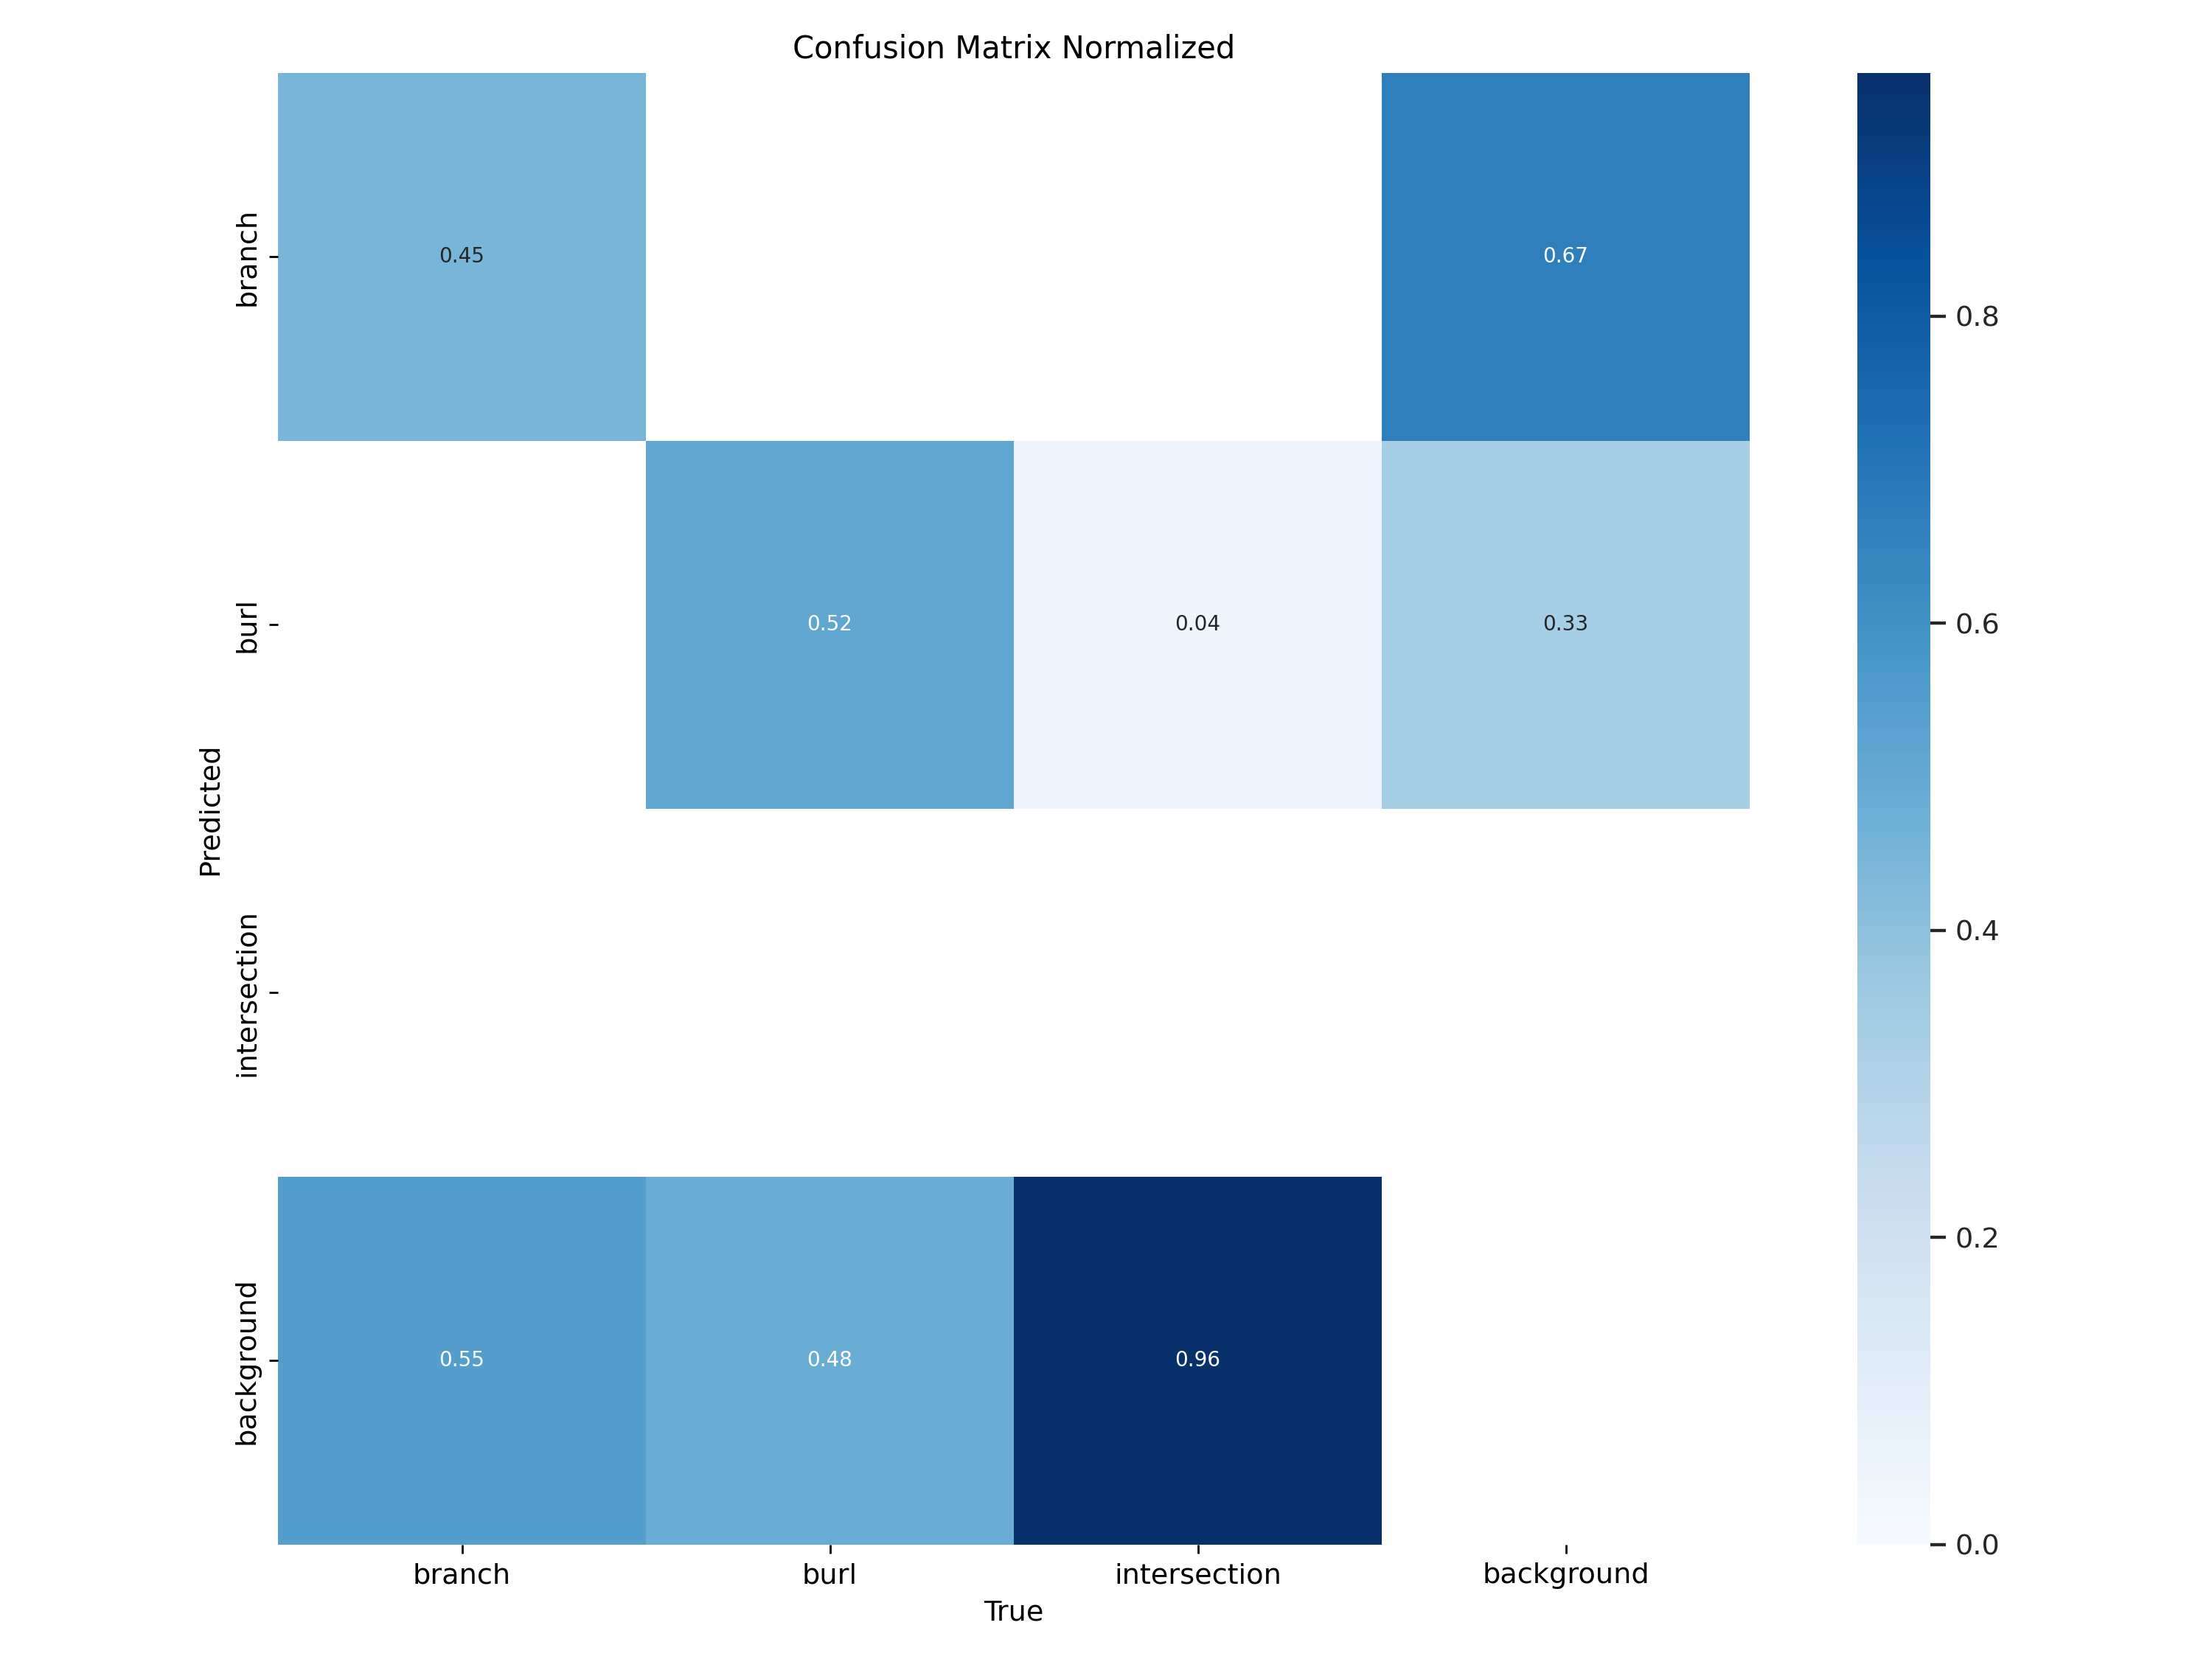 Confusion Matrix Normalized
branch
0.45
0.67
burl
0.52
0.04
0.33
intersection
background
0.55
0.48
0.96
Predicted
branch
burl
intersection
background
True
0.8
0.6
0.4
0.2
0.0